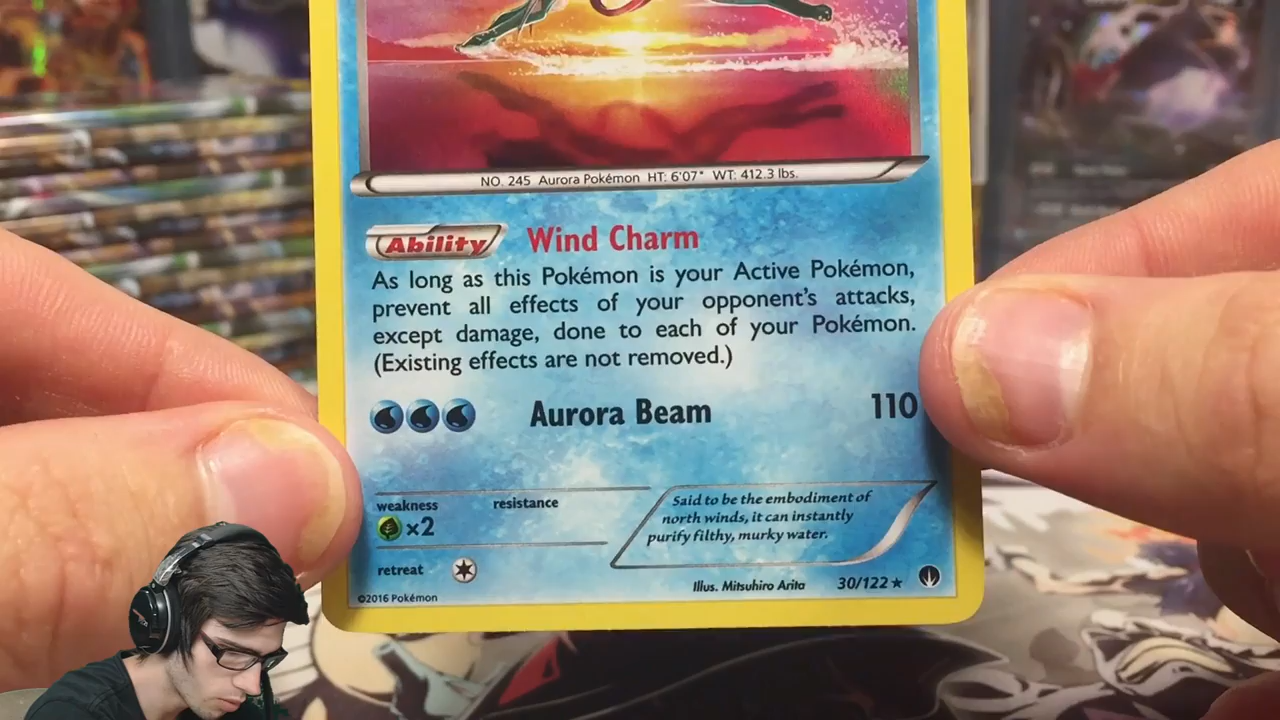 NO. 245 Aurora Pokémon HT: 6'07" WT: 412.3 lbs.
Ability Wind Charm
As long as this Pokémon is your Active Pokémon,
prevent all effects of your opponent's attacks,
except damage, done to each of your Pokémon.
(Existing effects are not removed.)
Aurora Beam 110
weakness resistance
×2
Said to be the embodiment of
north winds, it can instantly
purify filthy, murky water.
retreat
Illus. Mitsuhiro Arita 30/122 ★
©2016 Pokémon